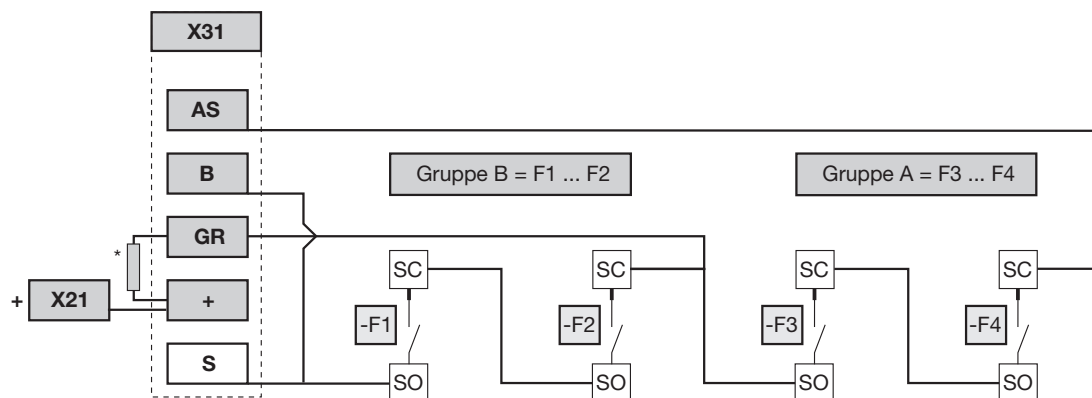 X31
AS
B
Gruppe B = F1 ... F2
Gruppe A = F3 ... F4
GR
*
SC
SC
SC
SC
+ X21
+
-F1
-F2
-F3
-F4
S
SO
SO
SO
SO